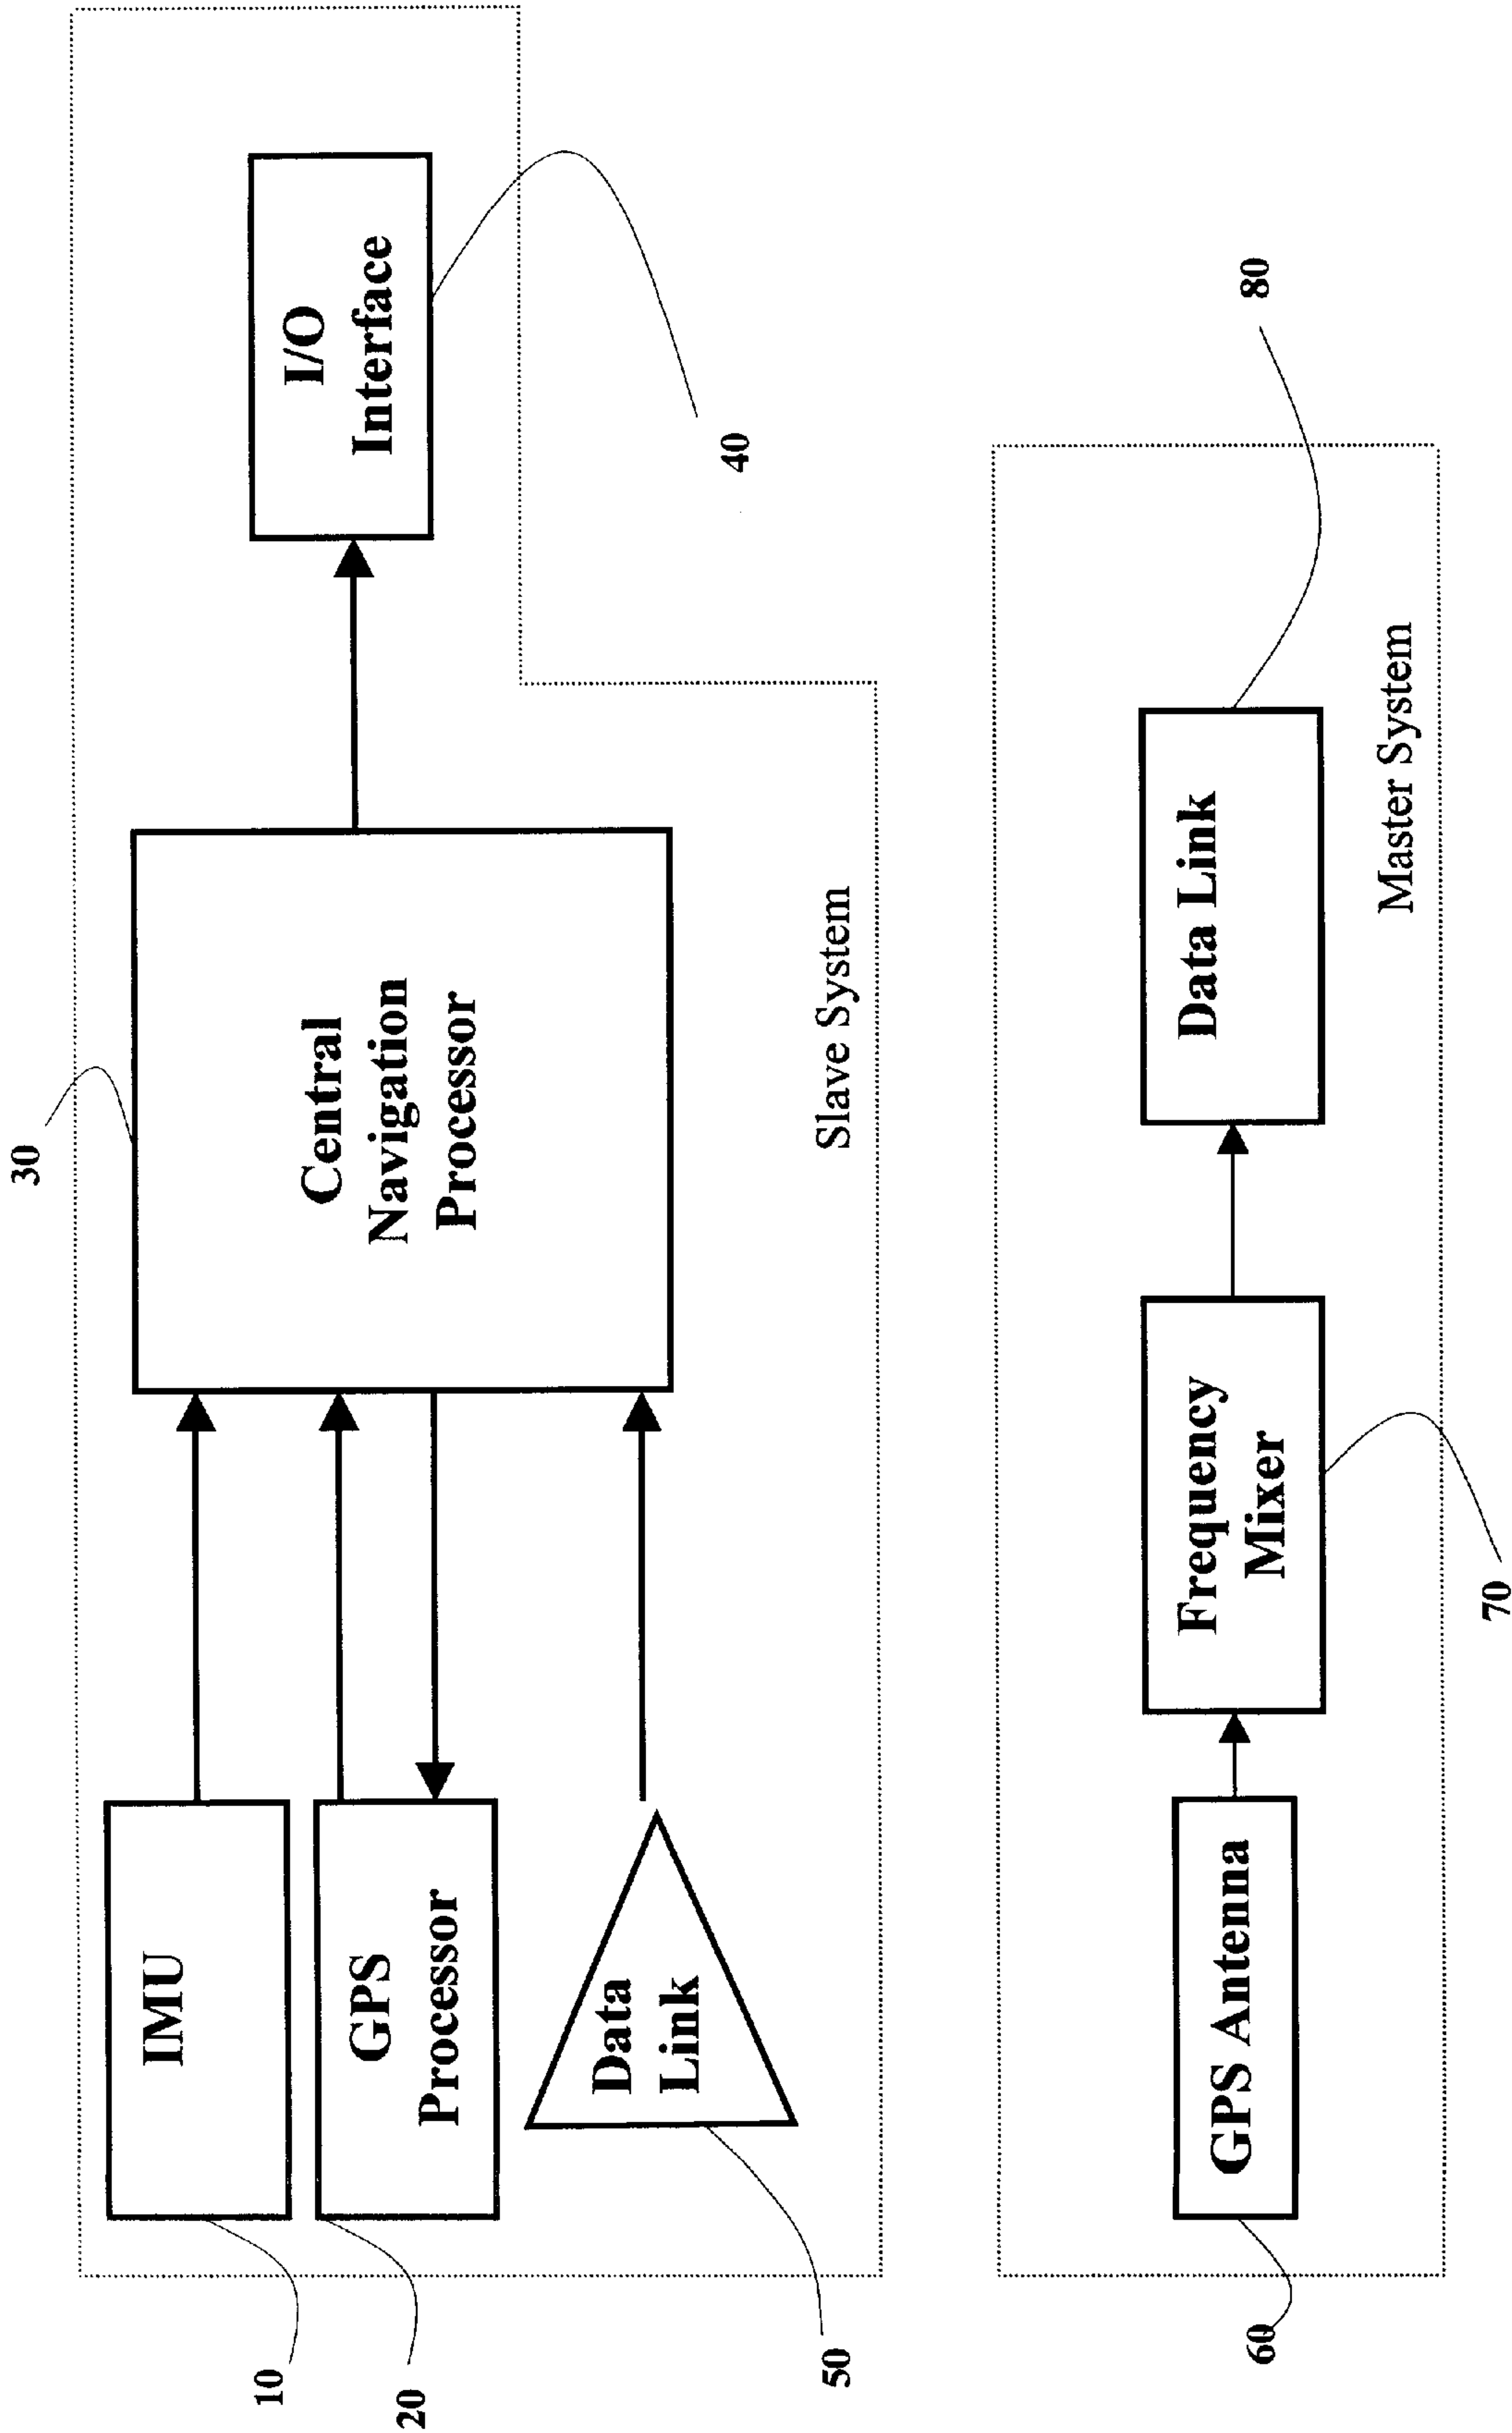 10
IMU
20
GPS
Processor
50
Data
Link
30
Central
Navigation
Processor
I/O
Interface
40
Slave System
60
GPS Antenna
Frequency
Mixer
70
Data Link
80
Master System